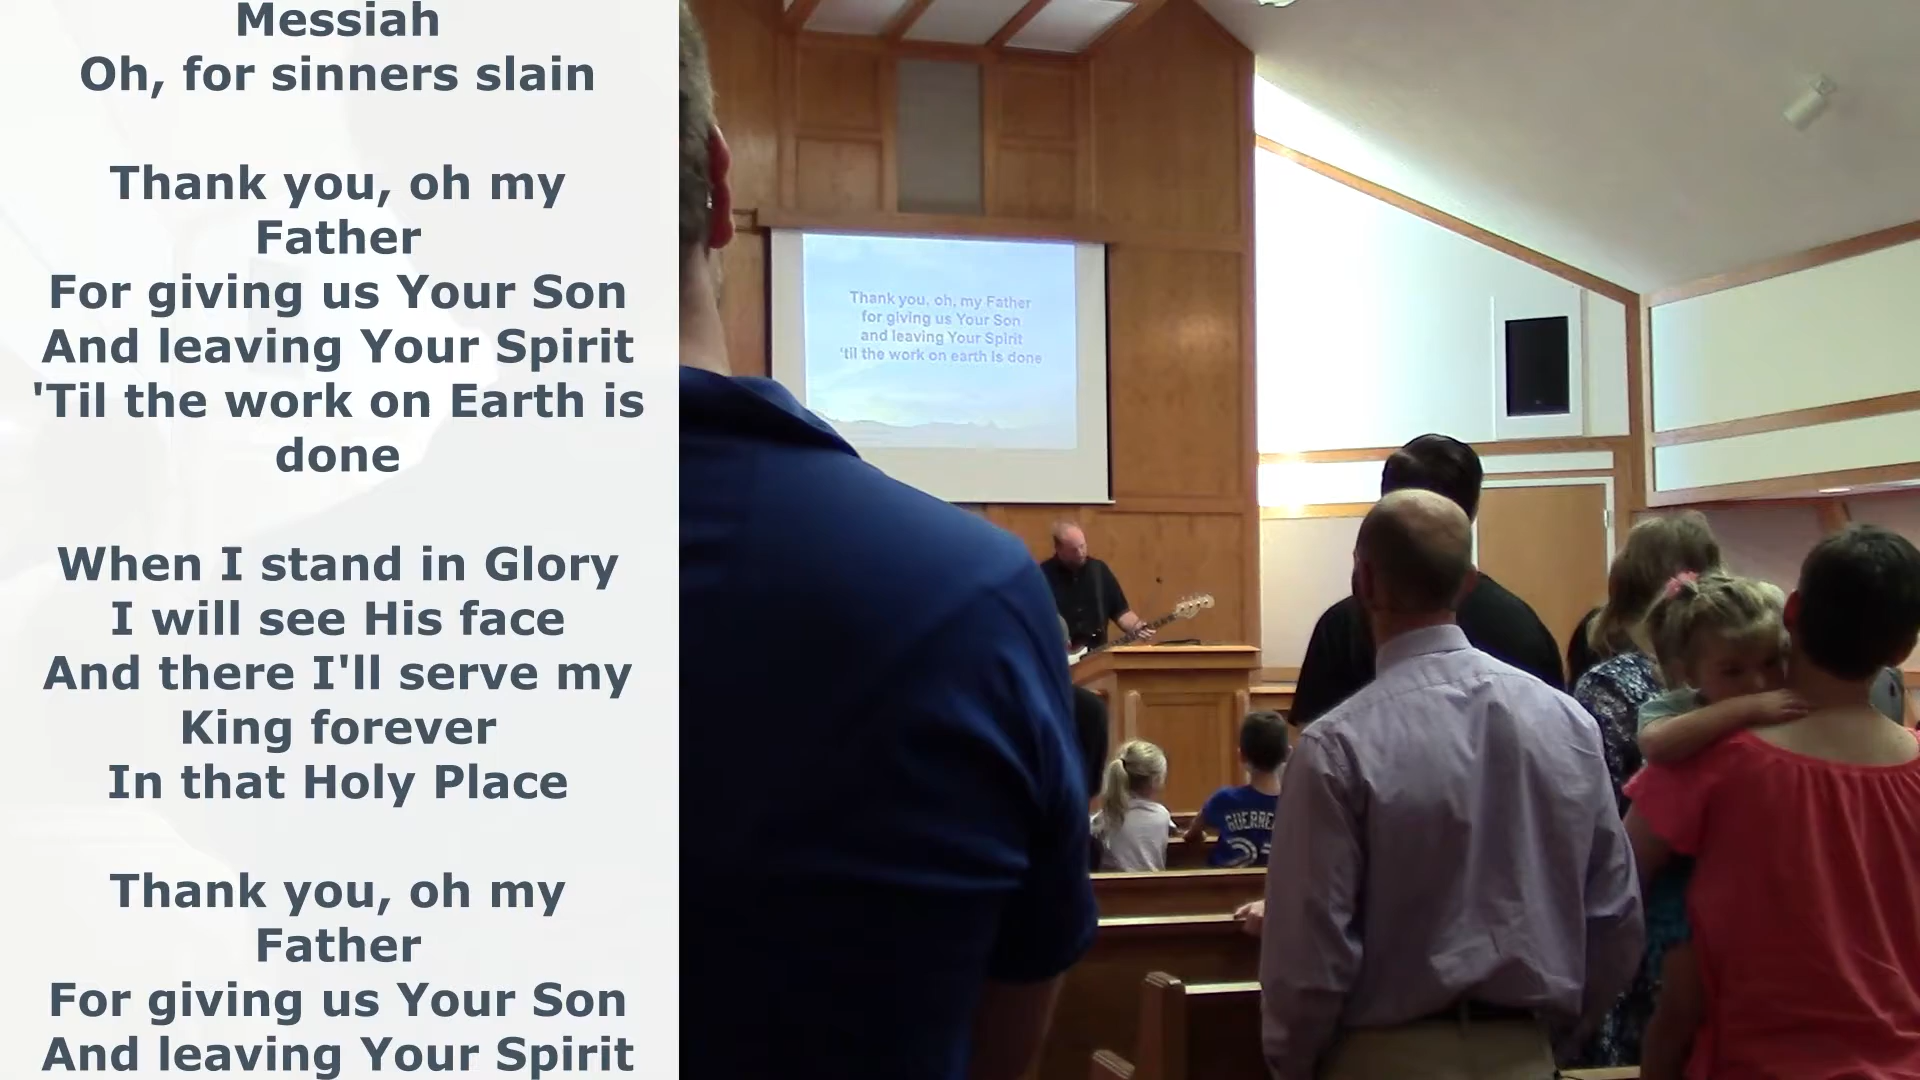 Messiah
Oh, for sinners slain
Thank you, oh my
Father
For giving us Your Son
And leaving Your Spirit
'Til the work on Earth is
done
When I stand in Glory
I will see His face
And there I'll serve my
King forever
In that Holy Place
Thank you, oh my
Father
For giving us Your Son
And leaving Your Spirit
Thank you, oh, my Father
for giving us Your Son
and leaving Your Spirit
'til the work on earth is done